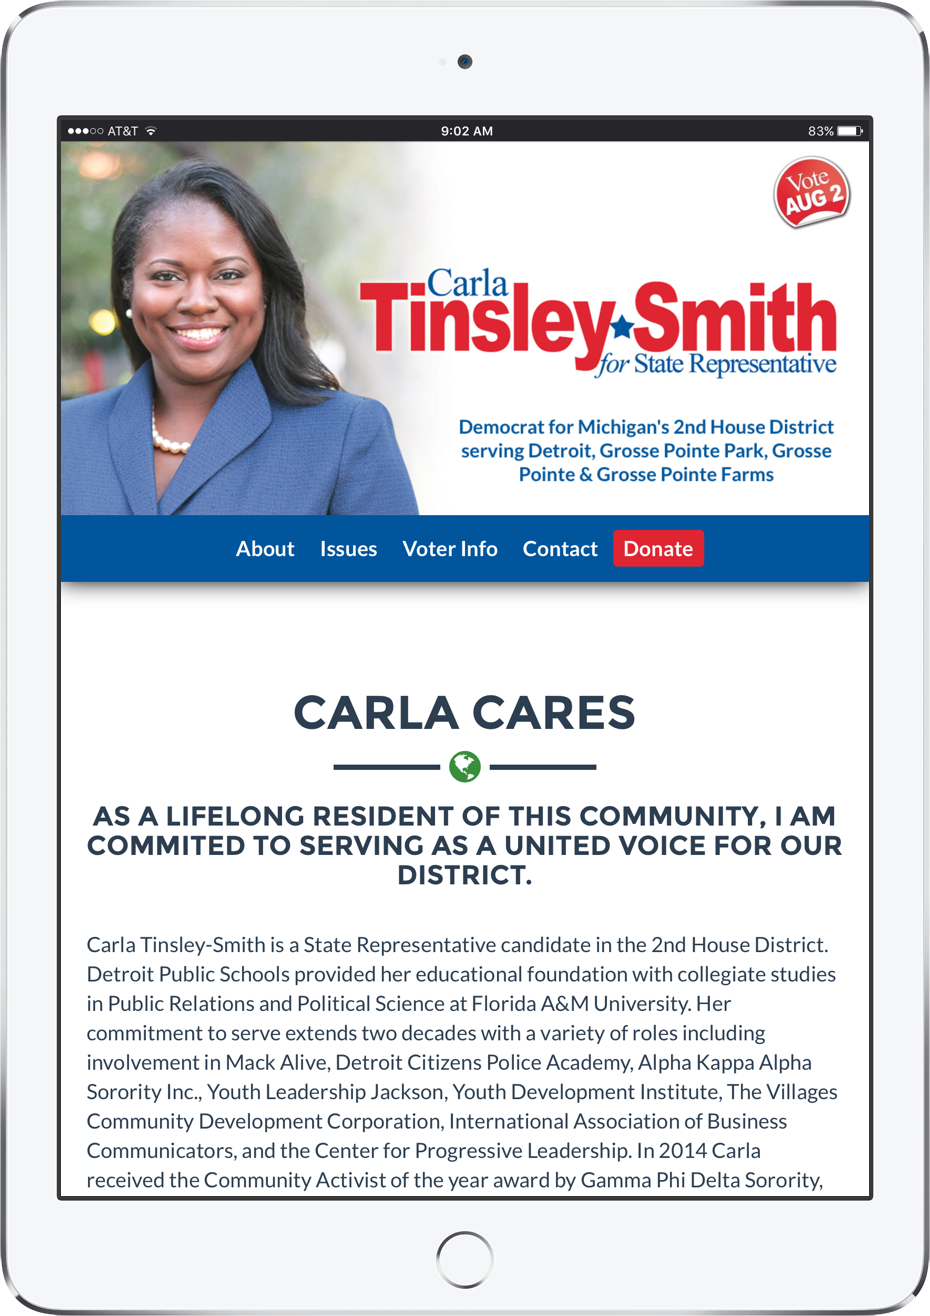 AT&T
9:02 AM
83%
Vote
AUG 2
Carla
Tinsley★Smith
for State Representative
Democrat for Michigan's 2nd House District
serving Detroit, Grosse Pointe Park, Grosse
Pointe & Grosse Pointe Farms
About Issues Voter Info Contact Donate
CARLA CARES
AS A LIFELONG RESIDENT OF THIS COMMUNITY, I AM
COMMITED TO SERVING AS A UNITED VOICE FOR OUR
DISTRICT.
Carla Tinsley-Smith is a State Representative candidate in the 2nd House District.
Detroit Public Schools provided her educational foundation with collegiate studies
in Public Relations and Political Science at Florida A&M University. Her
commitment to serve extends two decades with a variety of roles including
involvement in Mack Alive, Detroit Citizens Police Academy, Alpha Kappa Alpha
Sorority Inc., Youth Leadership Jackson, Youth Development Institute, The Villages
Community Development Corporation, International Association of Business
Communicators, and the Center for Progressive Leadership. In 2014 Carla
received the Community Activist of the year award by Gamma Phi Delta Sorority,